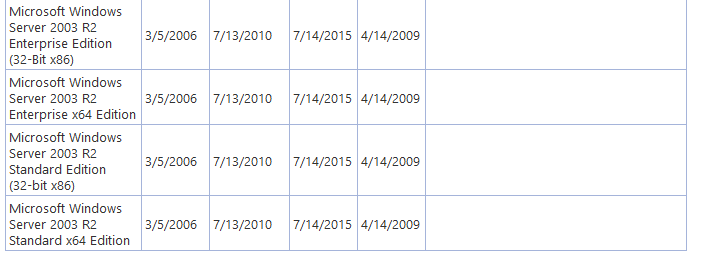 Microsoft Windows
Server 2003 R2
Enterprise Edition
(32-Bit x86)
3/5/2006 7/13/2010 7/14/2015 4/14/2009
Microsoft Windows
Server 2003 R2
Enterprise x64 Edition
3/5/2006 7/13/2010 7/14/2015 4/14/2009
Microsoft Windows
Server 2003 R2
Standard Edition
(32-bit x86)
3/5/2006 7/13/2010 7/14/2015 4/14/2009
Microsoft Windows
Server 2003 R2
Standard x64 Edition
3/5/2006 7/13/2010 7/14/2015 4/14/2009